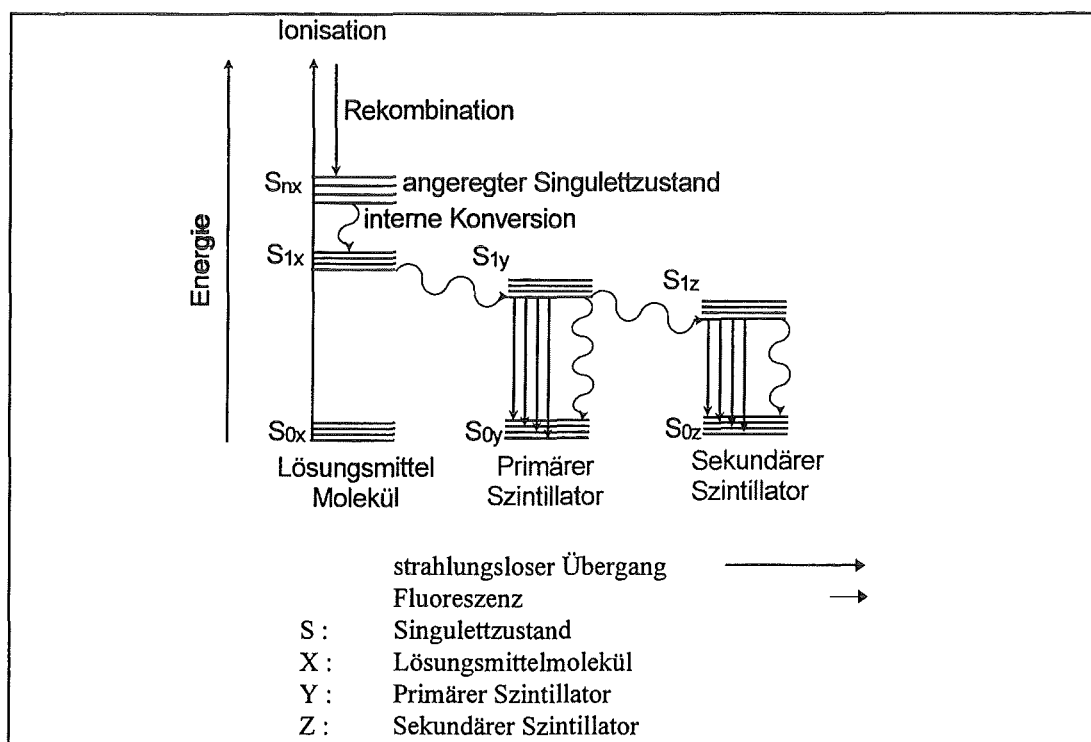 Ionisation
Rekombination
Snx angeregter Singulettzustand
interne Konversion
Energie
S1x
S1y
S1z
S0x
S0y
S0z
Lösungsmittel
Molekül
Primärer
Szintillator
Sekundärer
Szintillator
strahlungsloser Übergang
Fluoreszenz
S : Singulettzustand
X : Lösungsmittelmolekül
Y : Primärer Szintillator
Z : Sekundärer Szintillator